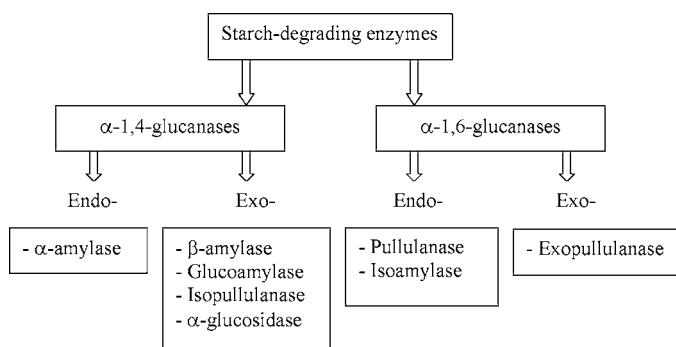 Starch-degrading enzymes
α-1,4-glucanases
α-1,6-glucanases
Endo-
Exo-
Endo-
Exo-
- α-amylase
- β-amylase
- Glucoamylase
- Isopullulanase
- α-glucosidase
- Pullulanase
- Isoamylase
- Exopullulanase